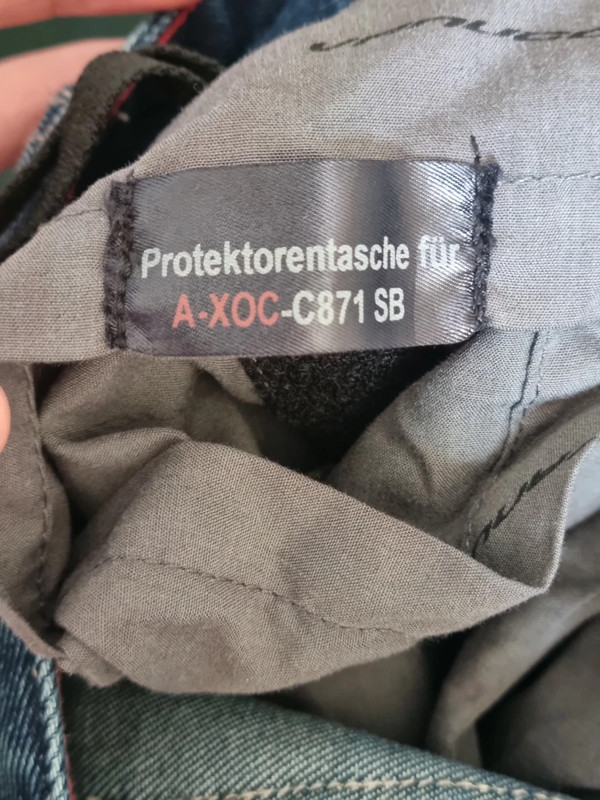 Protektorentasche für
A-XOC-C871 SB